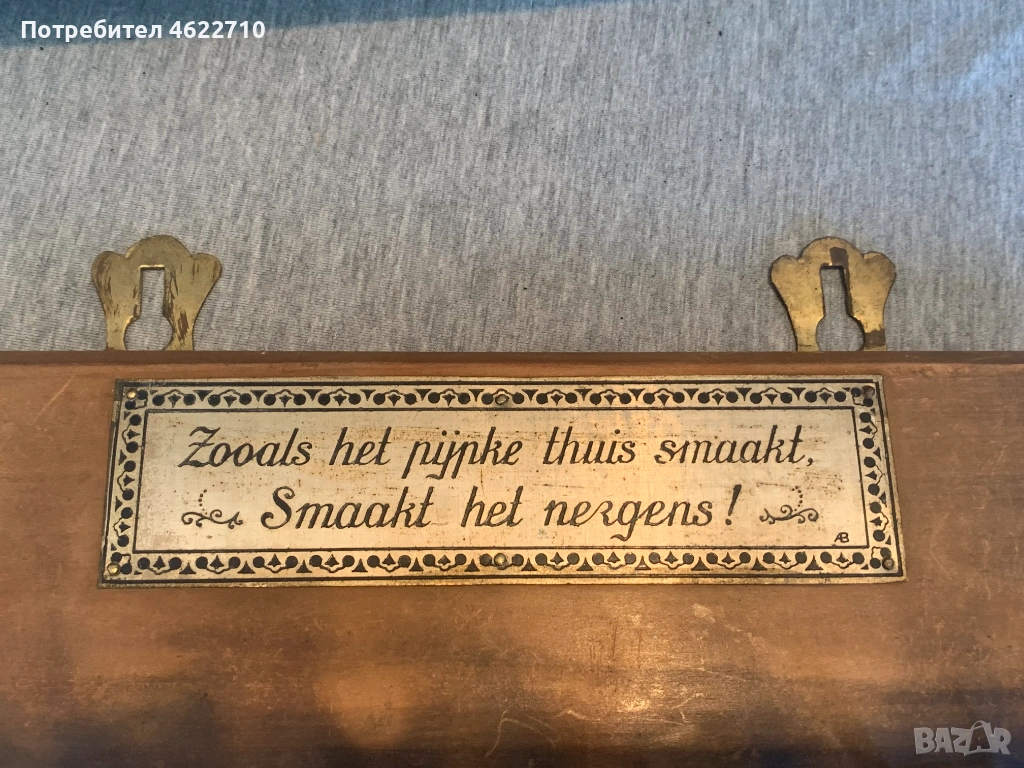 Потребител 4622710
Zooals het pijpke thuis smaakt,
Smaakt het nergens!
AB
BAZAR